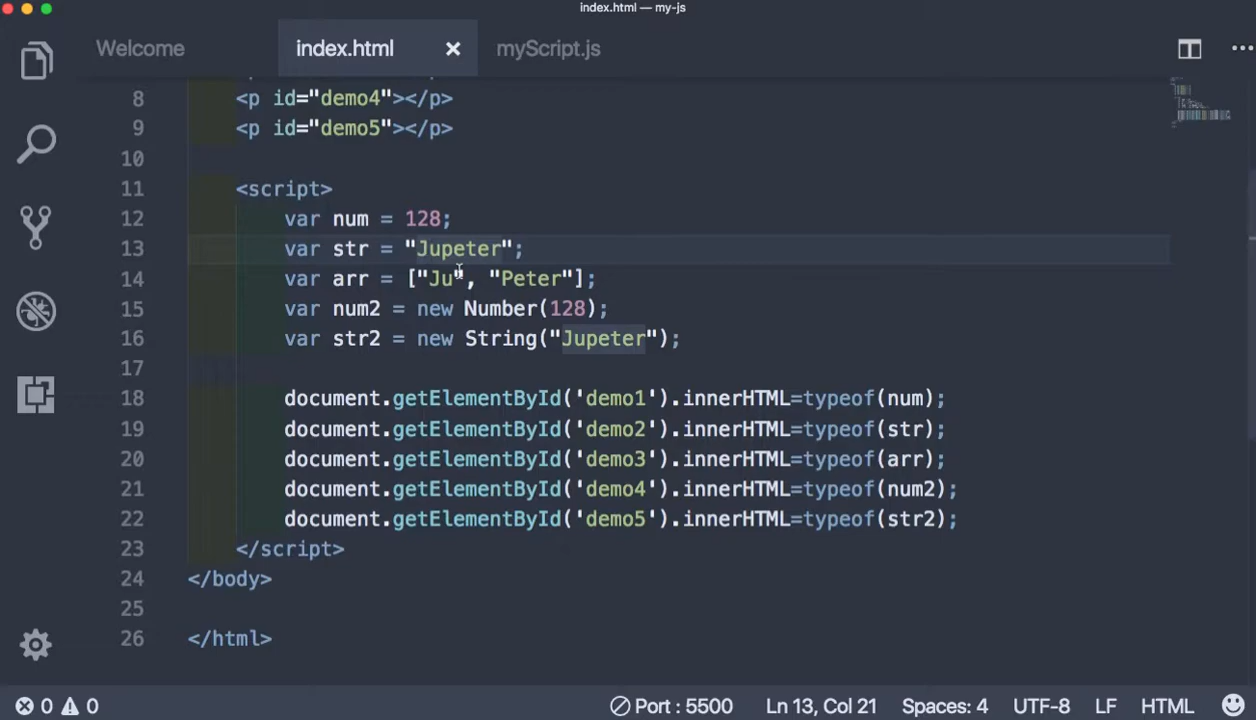 index.html — my-js
Welcome index.html × myScript.js
8 <p id="demo4"></p>
9 <p id="demo5"></p>
10
11 <script>
12 var num = 128;
13 var str = "Jupeter";
14 var arr = ["Ju", "Peter"];
15 var num2 = new Number(128);
16 var str2 = new String("Jupeter");
17
18 document.getElementById('demo1').innerHTML=typeof(num);
19 document.getElementById('demo2').innerHTML=typeof(str);
20 document.getElementById('demo3').innerHTML=typeof(arr);
21 document.getElementById('demo4').innerHTML=typeof(num2);
22 document.getElementById('demo5').innerHTML=typeof(str2);
23 </script>
24 </body>
25
26 </html>
0 0 Port : 5500 Ln 13, Col 21 Spaces: 4 UTF-8 LF HTML